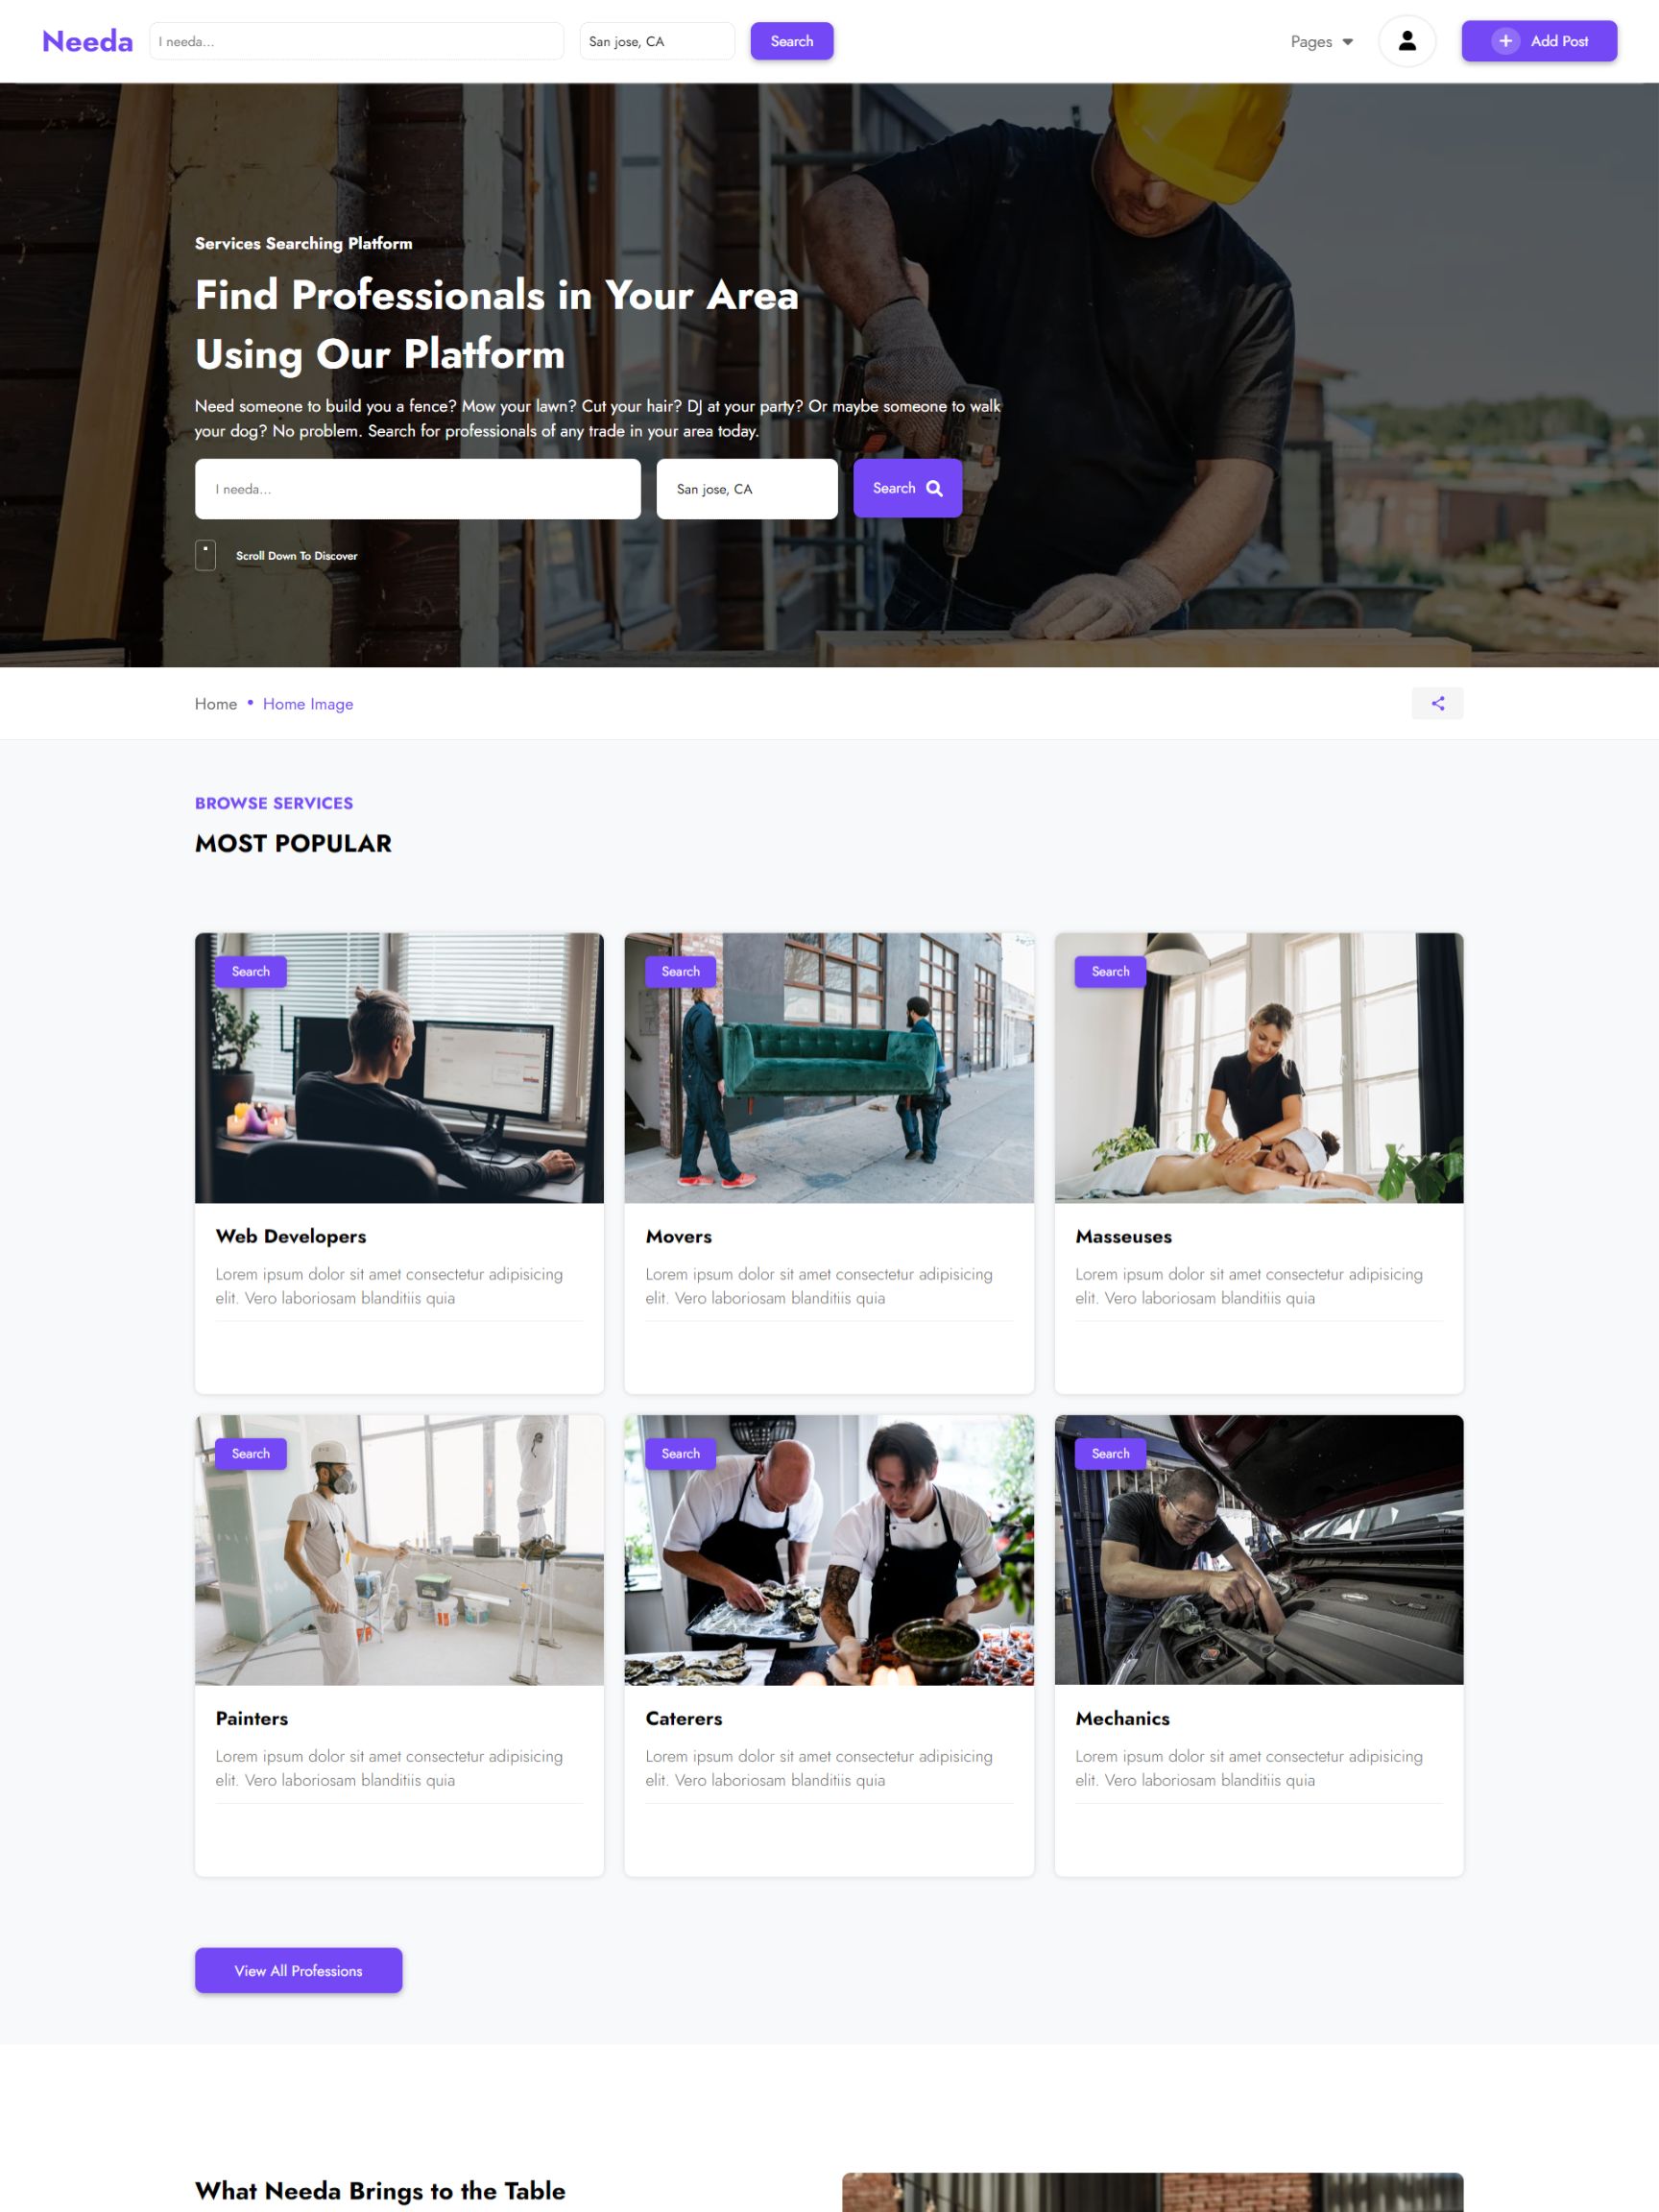 Needa
I needa...
San jose, CA
Search
Pages
Add Post
Services Searching Platform
Find Professionals in Your Area
Using Our Platform
Need someone to build you a fence? Mow your lawn? Cut your hair? DJ at your party? Or maybe someone to walk
your dog? No problem. Search for professionals of any trade in your area today.
I needa...
San jose, CA
Search
Scroll Down To Discover
Home • Home Image
BROWSE SERVICES
MOST POPULAR
Search
Search
Search
Web Developers
Lorem ipsum dolor sit amet consectetur adipisicing
elit. Vero laboriosam blanditiis quia
Movers
Lorem ipsum dolor sit amet consectetur adipisicing
elit. Vero laboriosam blanditiis quia
Masseuses
Lorem ipsum dolor sit amet consectetur adipisicing
elit. Vero laboriosam blanditiis quia
Search
Search
Search
Painters
Lorem ipsum dolor sit amet consectetur adipisicing
elit. Vero laboriosam blanditiis quia
Caterers
Lorem ipsum dolor sit amet consectetur adipisicing
elit. Vero laboriosam blanditiis quia
Mechanics
Lorem ipsum dolor sit amet consectetur adipisicing
elit. Vero laboriosam blanditiis quia
View All Professions
What Needa Brings to the Table